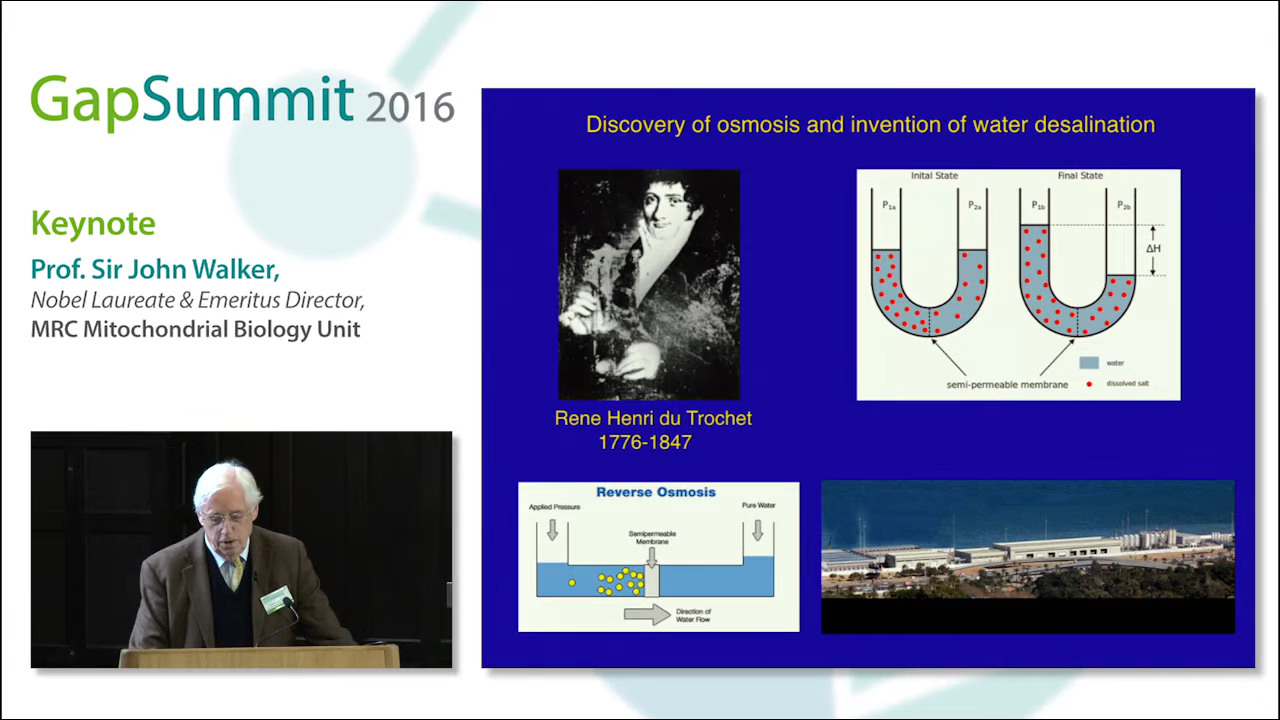 GapSummit 2016
Keynote
Prof. Sir John Walker,
Nobel Laureate & Emeritus Director,
MRC Mitochondrial Biology Unit
Discovery of osmosis and invention of water desalination
Inital State
Final State
P1a
P2a
P1b
P2b
ΔH
semi-permeable membrane
water
dissolved salt
Rene Henri du Trochet
1776-1847
Reverse Osmosis
Applied Pressure
Pure Water
Semipermeable
Membrane
Direction of
Water Flow